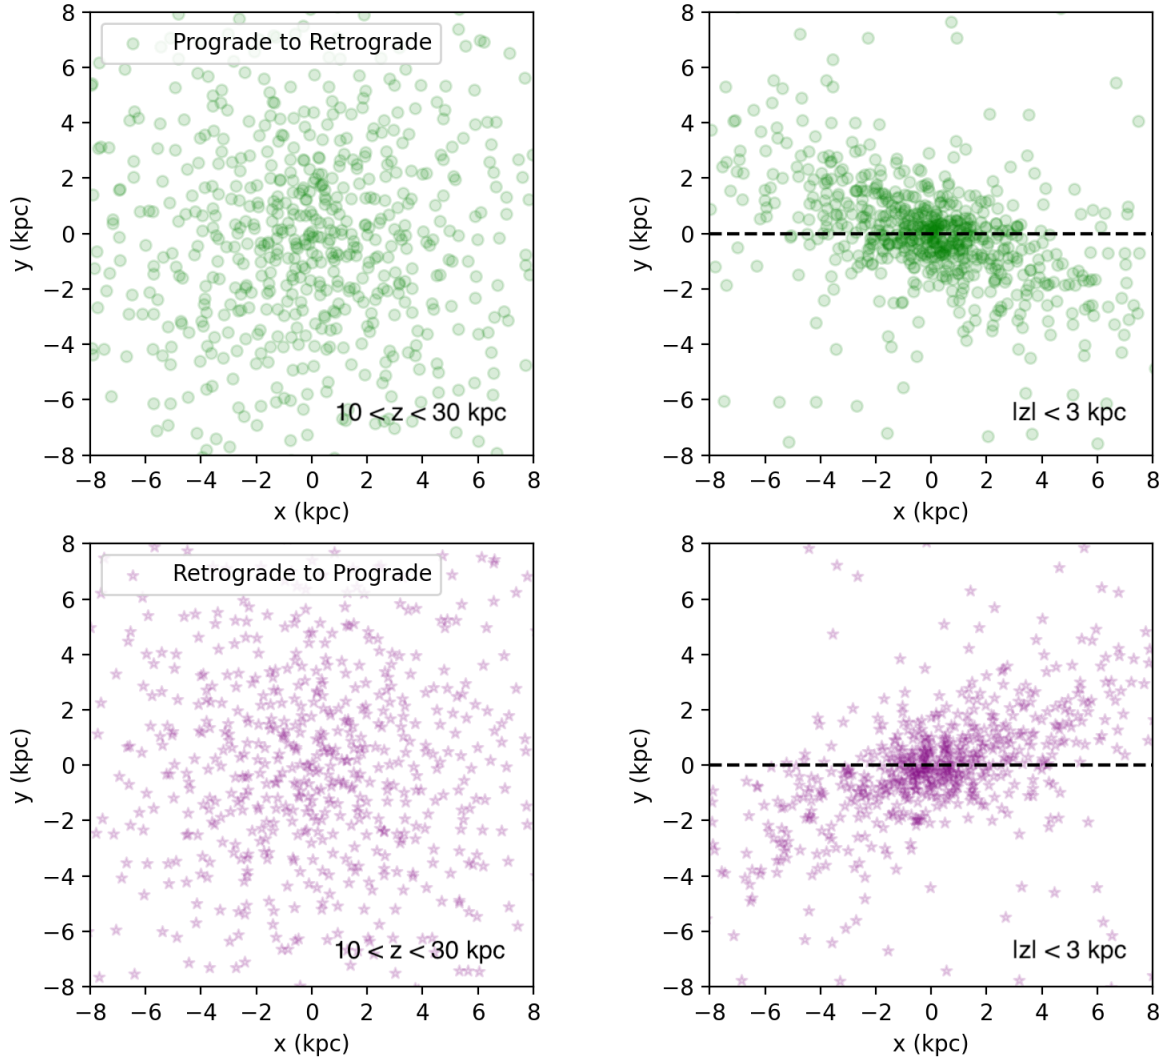 8
6
4
2
0
−2
−4
−6
−8
y (kpc)
Prograde to Retrograde
10 < z < 30 kpc
−8 −6 −4 −2 0 2 4 6 8
x (kpc)
8
6
4
2
0
−2
−4
−6
−8
y (kpc)
|z| < 3 kpc
−8 −6 −4 −2 0 2 4 6 8
x (kpc)
8
6
4
2
0
−2
−4
−6
−8
y (kpc)
Retrograde to Prograde
10 < z < 30 kpc
−8 −6 −4 −2 0 2 4 6 8
x (kpc)
8
6
4
2
0
−2
−4
−6
−8
y (kpc)
|z| < 3 kpc
−8 −6 −4 −2 0 2 4 6 8
x (kpc)